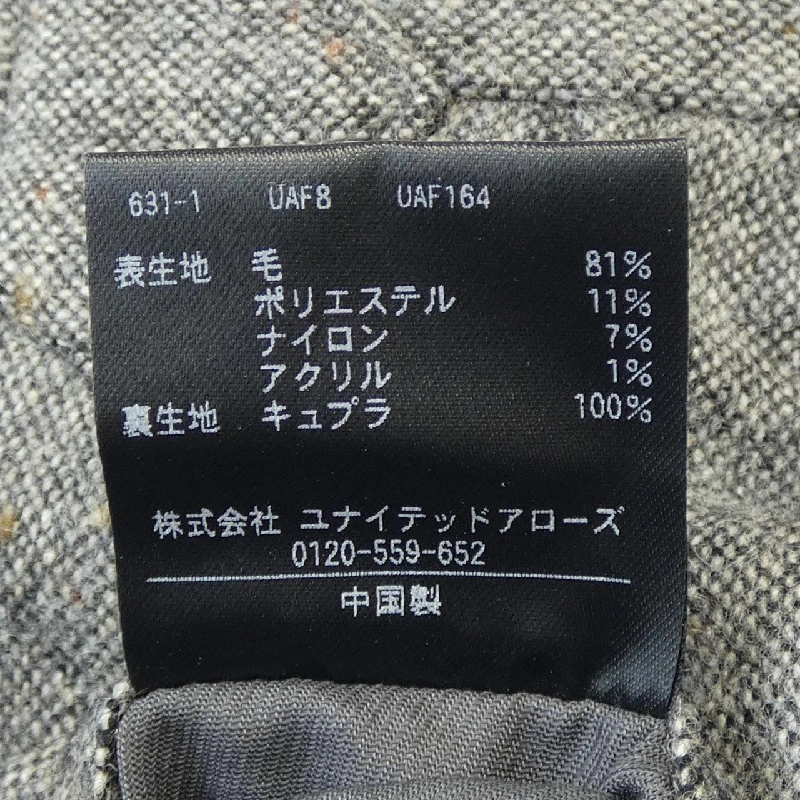 631-1 UAF8 UAF164
表生地 毛 81%
ポリエステル 11%
ナイロン 7%
アクリル 1%
裏生地 キュプラ 100%
株式会社 ユナイテッドアローズ
0120-559-652
中国製